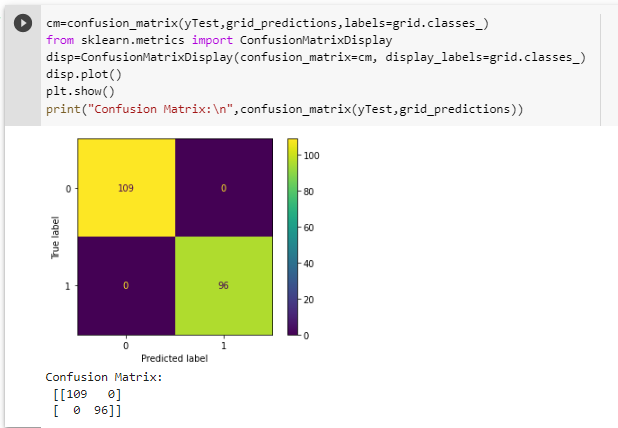 cm=confusion_matrix(yTest,grid_predictions,labels=grid.classes_)
from sklearn.metrics import ConfusionMatrixDisplay
disp=ConfusionMatrixDisplay(confusion_matrix=cm, display_labels=grid.classes_)
disp.plot()
plt.show()
print("Confusion Matrix:\n",confusion_matrix(yTest,grid_predictions))
True label
0
1
109
0
0
96
0
1
Predicted label
100
80
60
40
20
0
Confusion Matrix:
[[109   0]
[  0  96]]